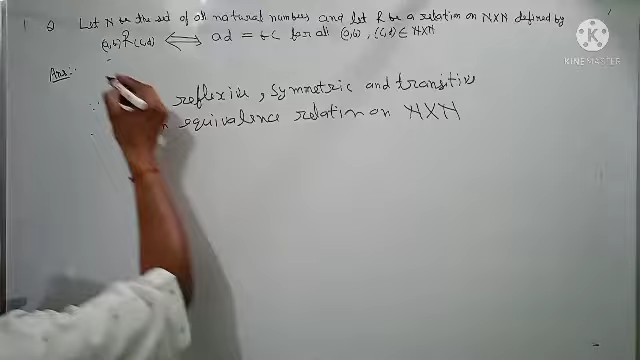 1 Q Let N be the set of all natural numbers and let R be a relation on N×N defined by
(a,b) R (c,d) ⟺ ad = bc for all (a,b), (c,d) ∈ N×N
Ans:-
∴ reflexive, Symmetric and transitive
equivalence relation on N×N
KINEMASTER